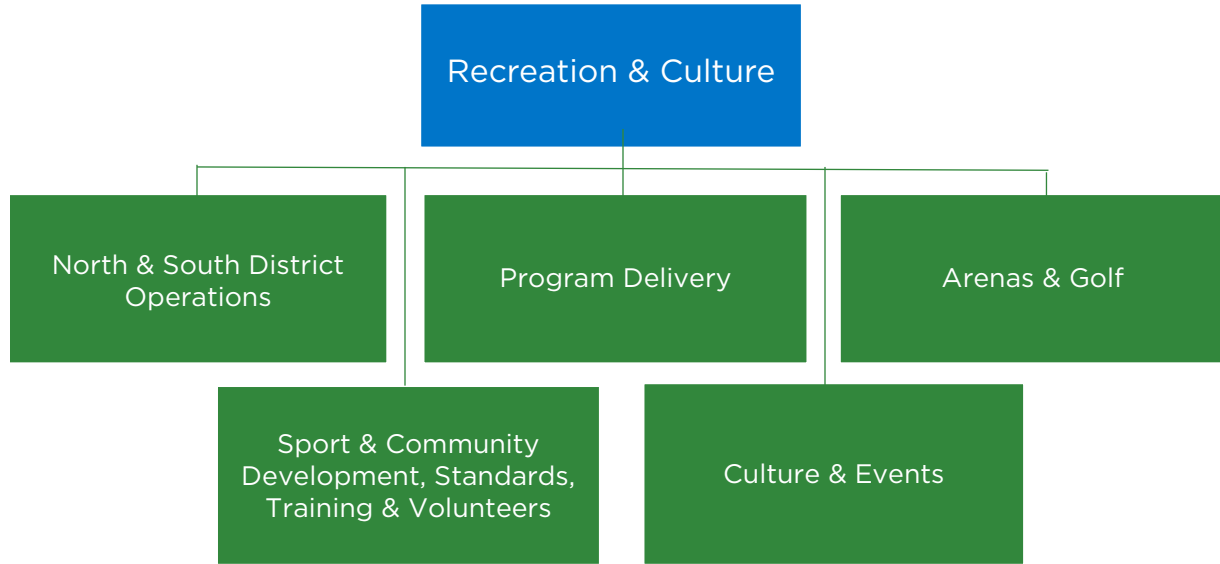 Recreation & Culture
North & South District
Operations
Program Delivery
Arenas & Golf
Sport & Community
Development, Standards,
Training & Volunteers
Culture & Events